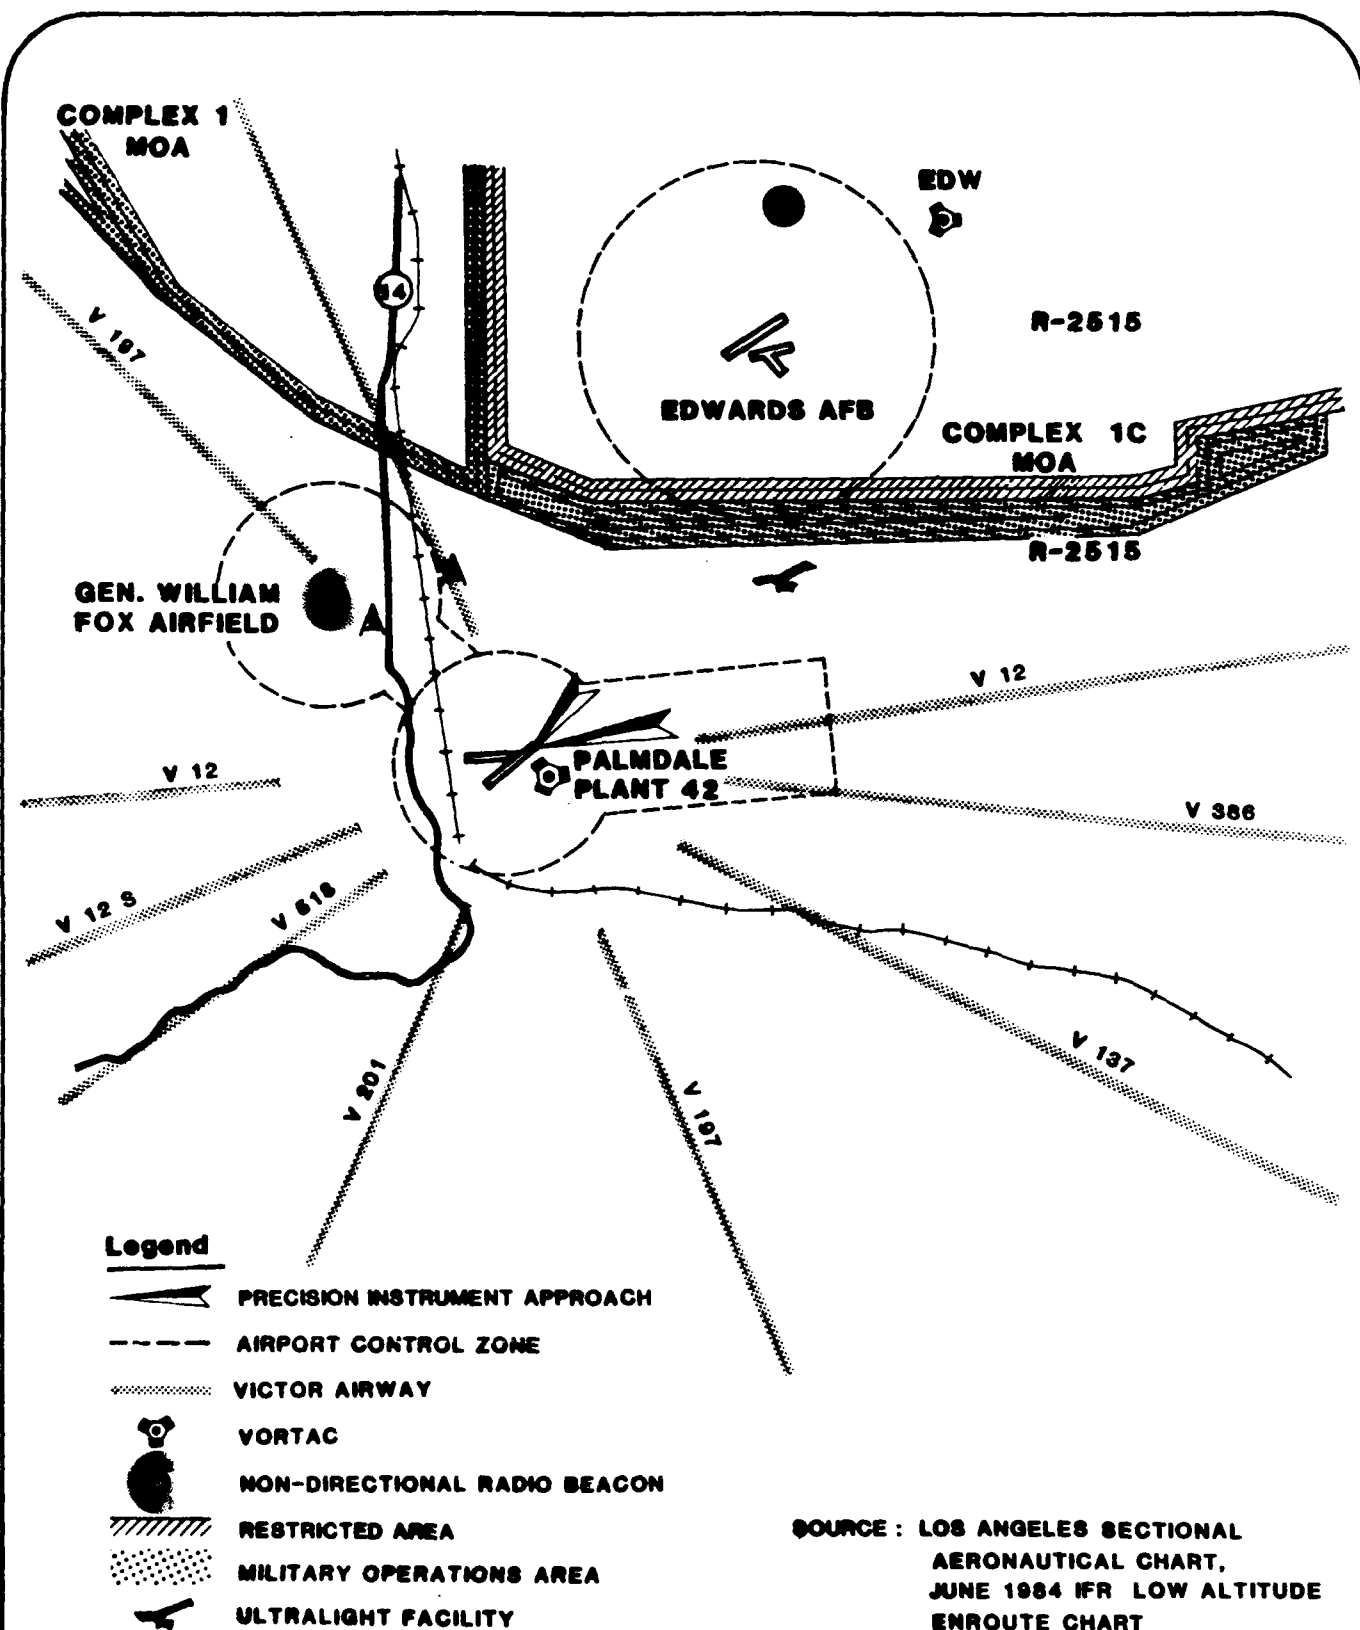 COMPLEX 1
MOA
EDW
14
V 197
R-2515
EDWARDS AFB
COMPLEX 1C
MOA
R-2515
GEN. WILLIAM
FOX AIRFIELD
V 12
PALMDALE
PLANT 42
V 12
V 386
V 12 S
V 518
V 137
V 201
V 197
Legend
PRECISION INSTRUMENT APPROACH
AIRPORT CONTROL ZONE
VICTOR AIRWAY
VORTAC
NON-DIRECTIONAL RADIO BEACON
RESTRICTED AREA
MILITARY OPERATIONS AREA
ULTRALIGHT FACILITY
SOURCE : LOS ANGELES SECTIONAL
AERONAUTICAL CHART,
JUNE 1984 IFR LOW ALTITUDE
ENROUTE CHART